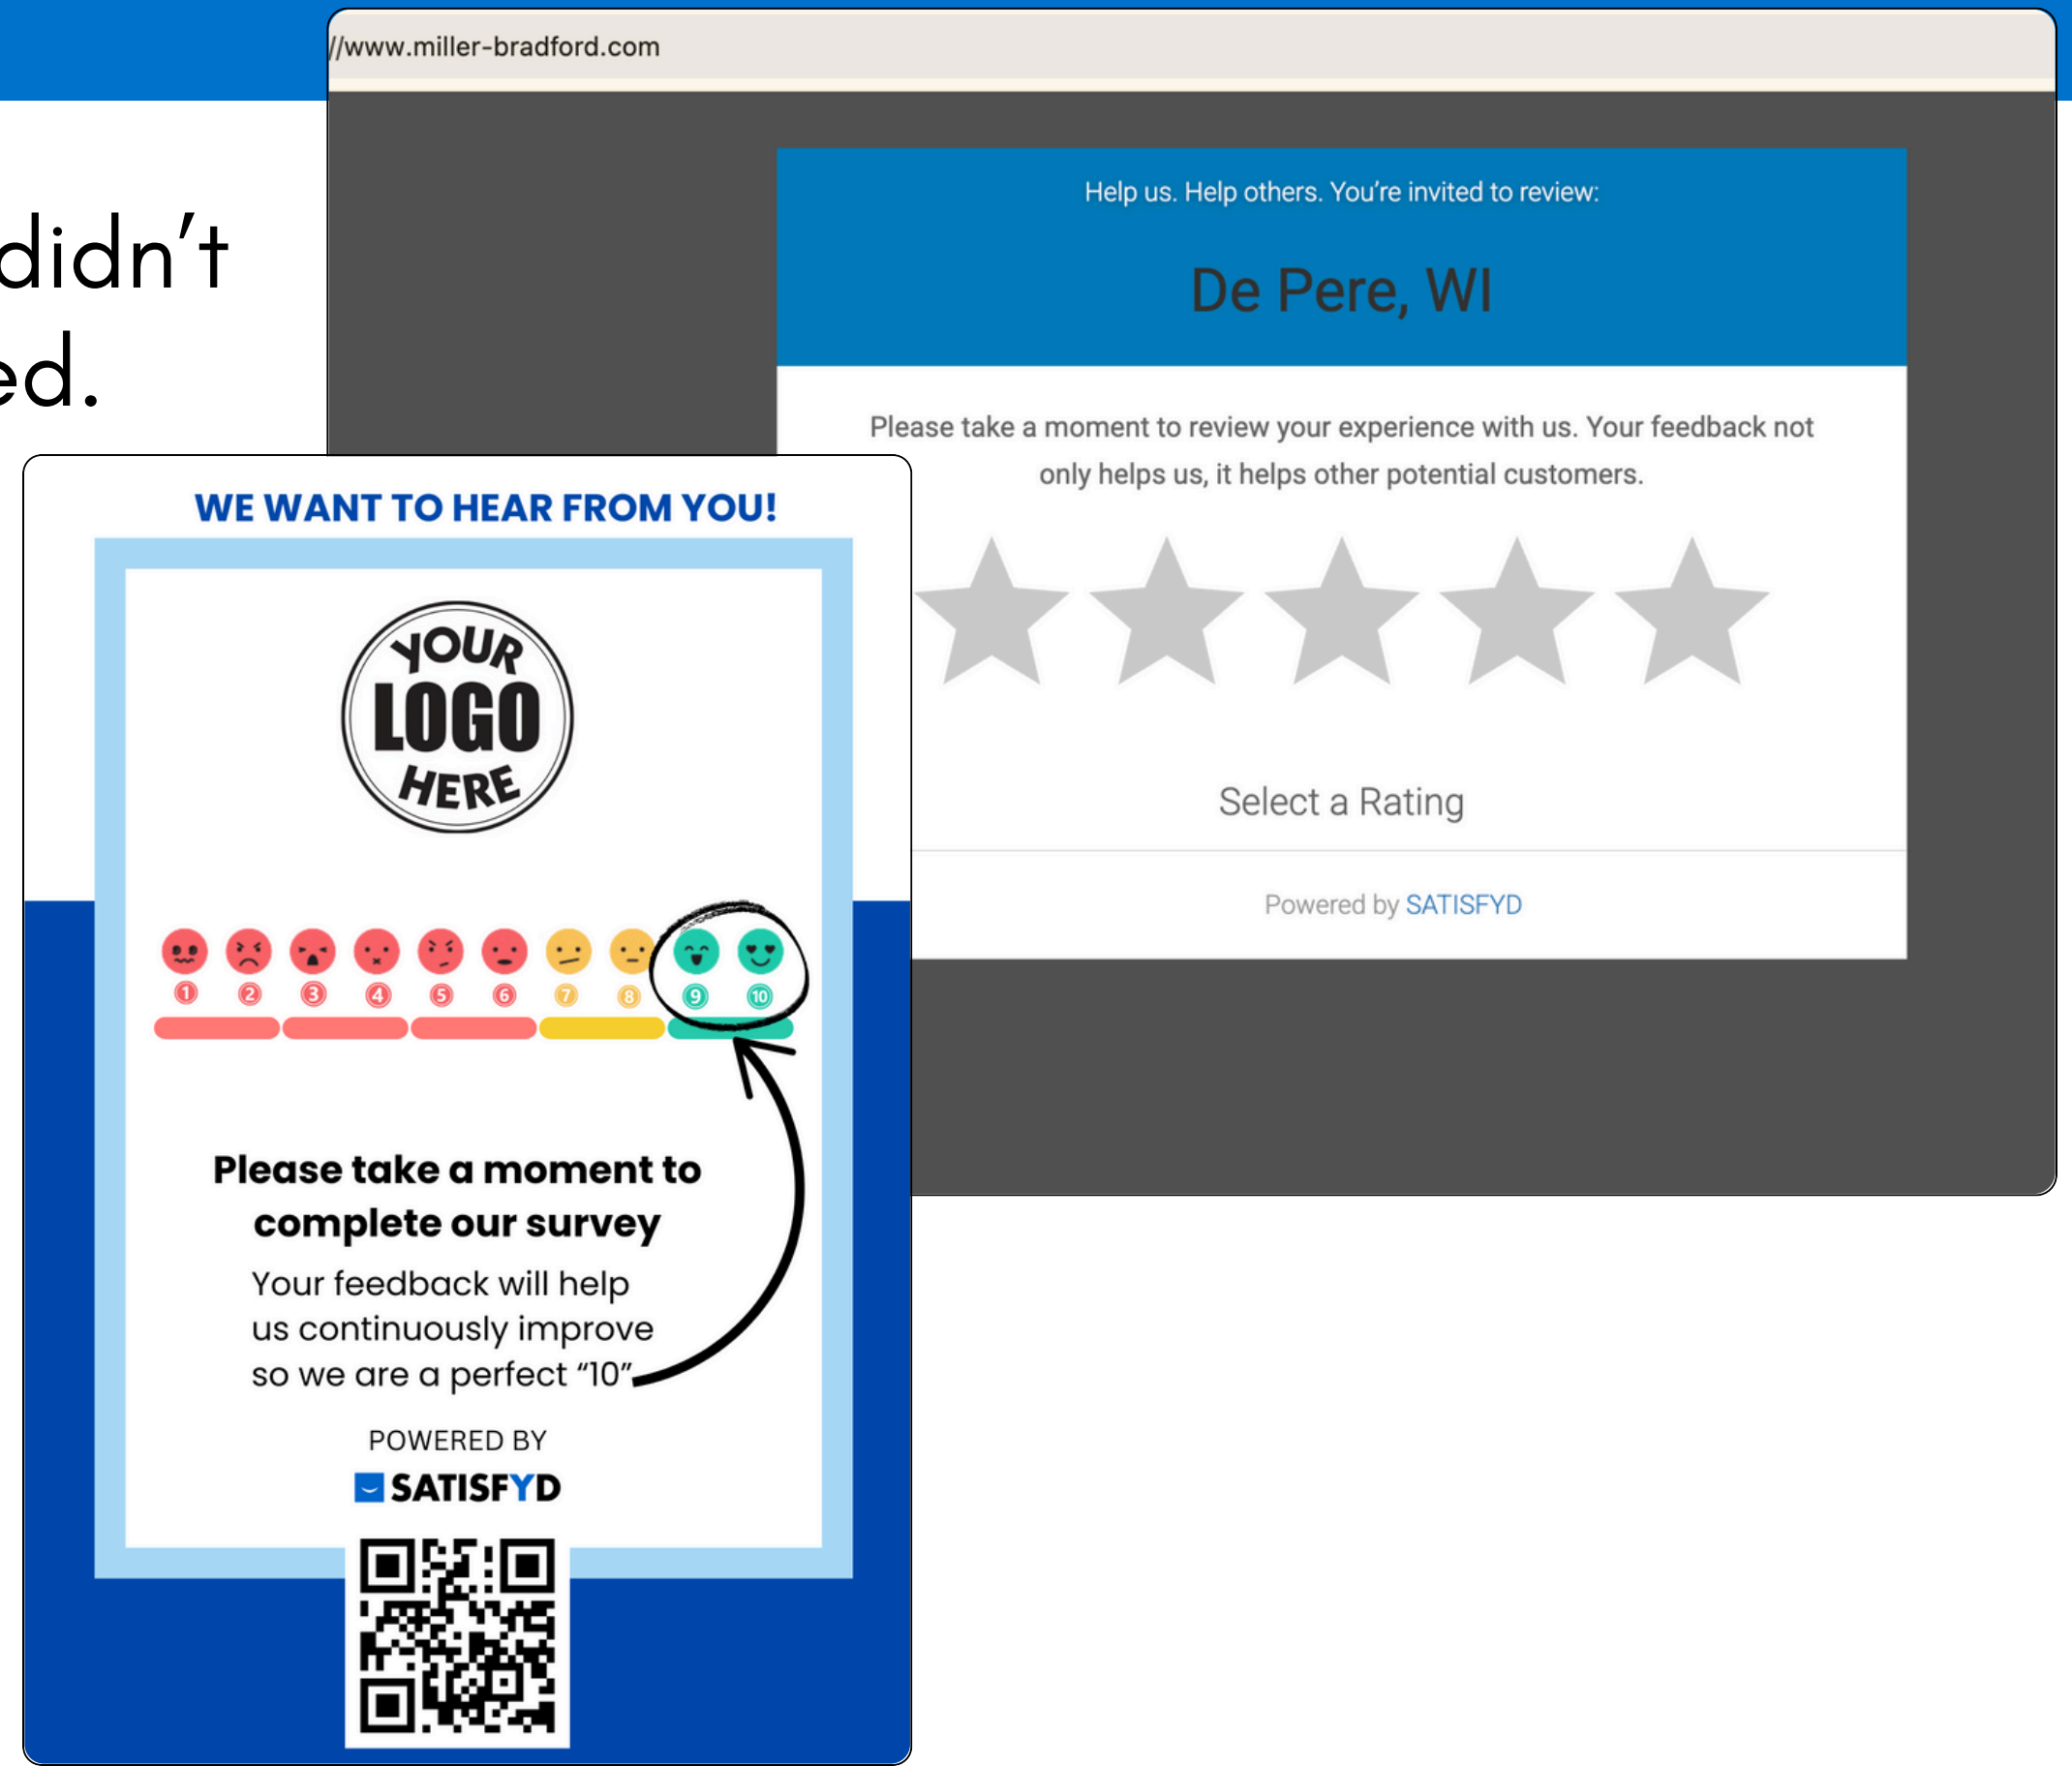 //www.miller-bradford.com
didn't
ed.
Help us. Help others. You're invited to review:
De Pere, WI
Please take a moment to review your experience with us. Your feedback not
only helps us, it helps other potential customers.
Select a Rating
Powered by SATISFYD
WE WANT TO HEAR FROM YOU!
YOUR
LOGO
HERE
1 2 3 4 5 6 7 8 9 10
Please take a moment to
complete our survey
Your feedback will help
us continuously improve
so we are a perfect “10”
POWERED BY
SATISFYD